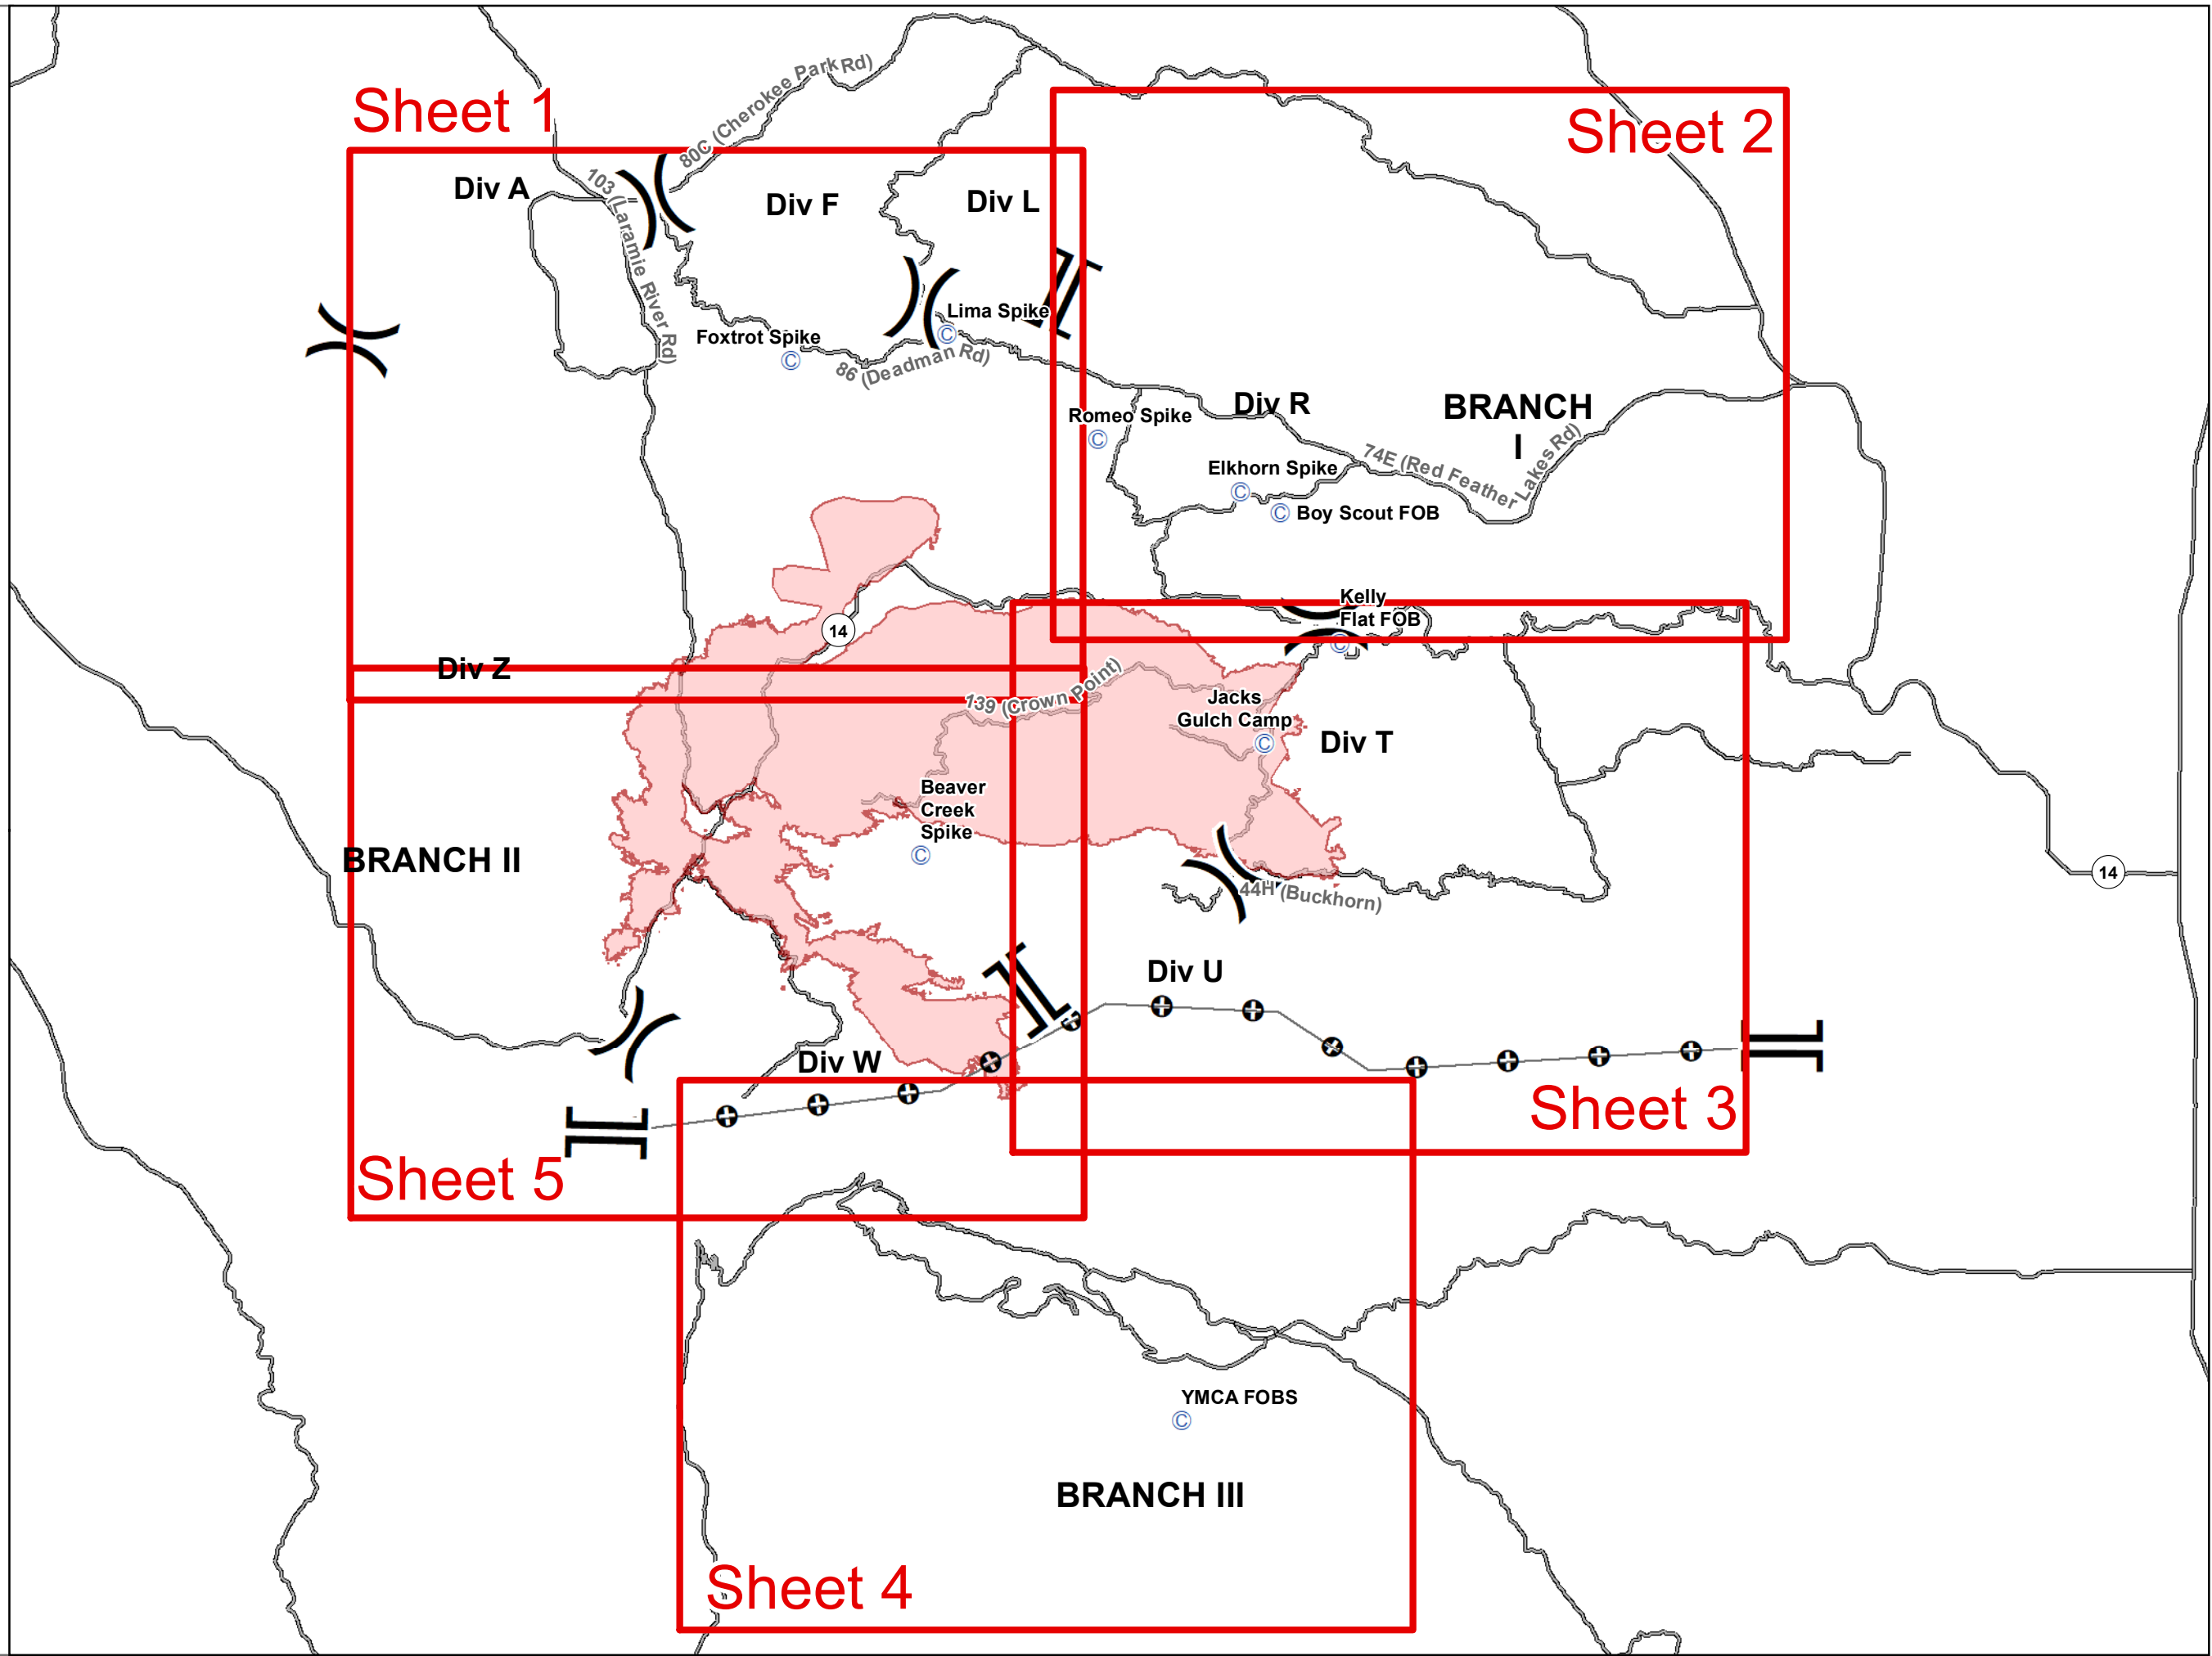 80C (Cherokee Park Rd)
Sheet 1
Sheet 2
Div A
103 (Laramie River Rd)
Div F
Div L
Lima Spike
©
Foxtrot Spike
©
86 (Deadman Rd)
Div R
BRANCH
I
Romeo Spike
©
74E (Red Feather Lakes Rd)
Elkhorn Spike
©
© Boy Scout FOB
Kelly
Flat FOB
©
14
Div Z
139 (Crown Point)
Jacks
Gulch Camp
©
Div T
Beaver
Creek
Spike
©
BRANCH II
14
44H (Buckhorn)
Div U
Div W
Sheet 3
Sheet 5
YMCA FOBS
©
BRANCH III
Sheet 4